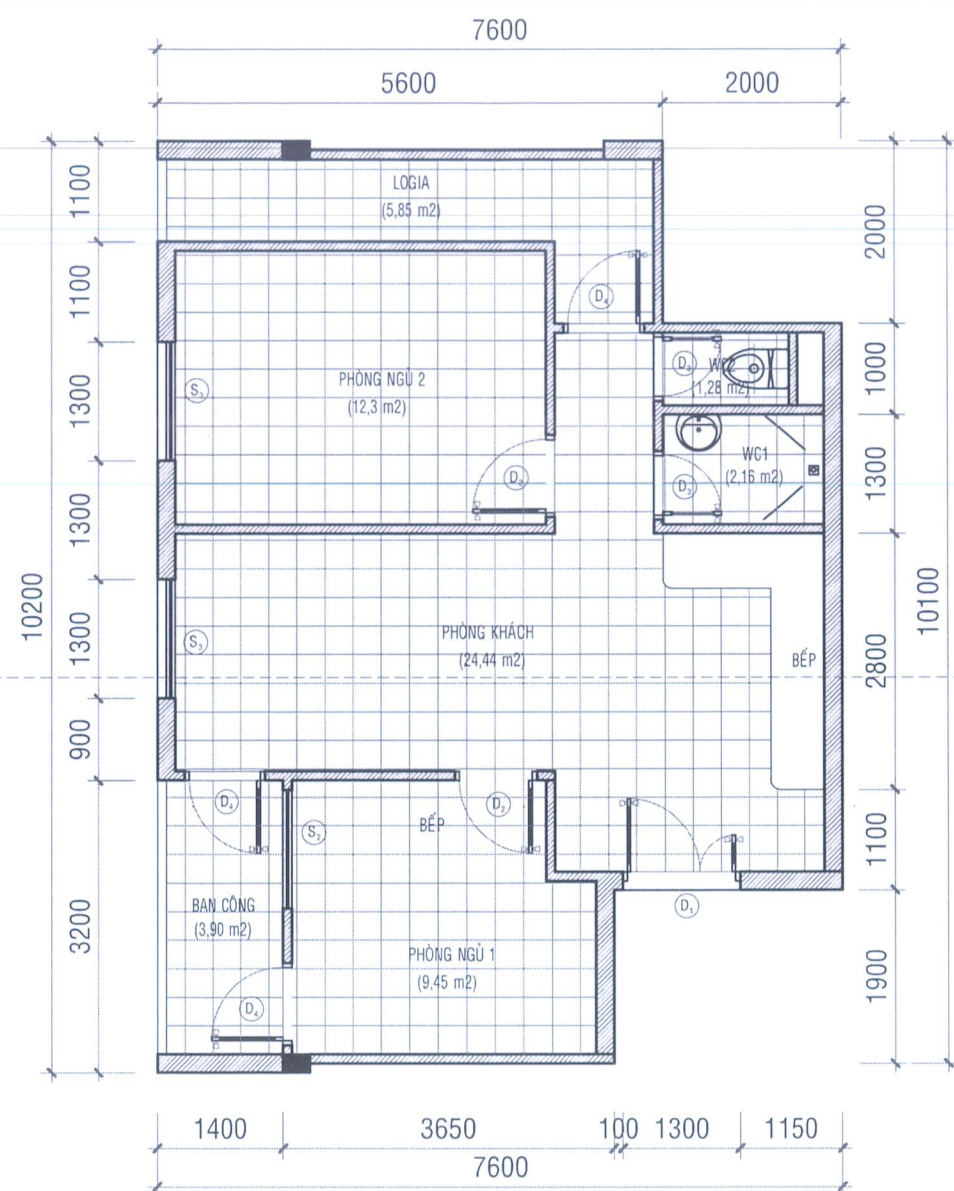 7600
5600
2000
LOGIA
(5,85 m2)
1100
2000
1100
D4
PHÒNG NGỦ 2
(12,3 m2)
S3
1300
D3
WC2
(1,28 m2)
1000
D2
1300
WC1
(2,16 m2)
D3
1300
10200
10100
S3
1300
PHÒNG KHÁCH
(24,44 m2)
BẾP
2800
900
D4
S2
BẾP
D2
1100
BAN CÔNG
(3,90 m2)
3200
D1
PHÒNG NGỦ 1
(9,45 m2)
D4
1900
1400
3650
100
1300
1150
7600